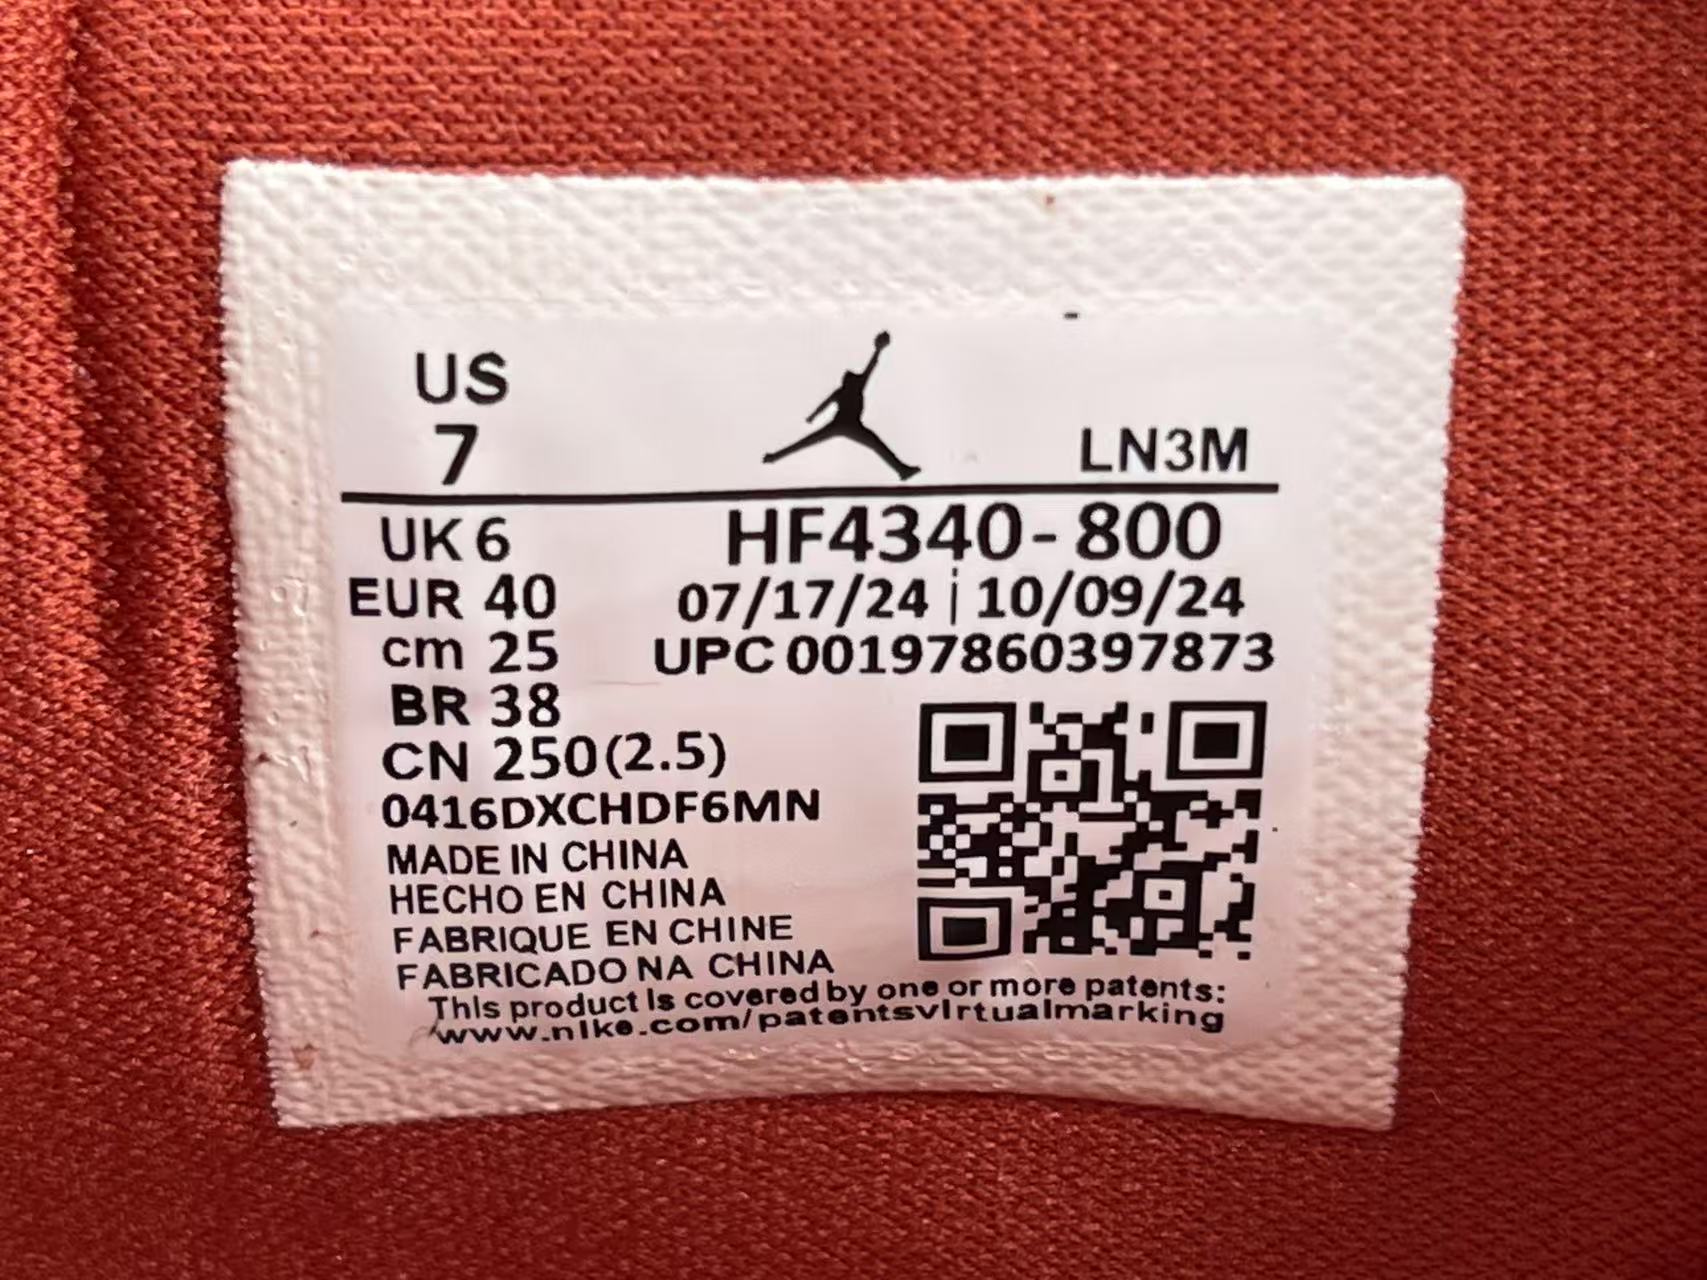 US
7
LN3M
UK 6
HF4340-800
EUR 40
07/17/24 | 10/09/24
cm 25
UPC 00197860397873
BR 38
CN 250(2.5)
0416DXCHDF6MN
MADE IN CHINA
HECHO EN CHINA
FABRIQUE EN CHINE
FABRICADO NA CHINA
This product is covered by one or more patents:
www.nike.com/patentsvirtualmarking